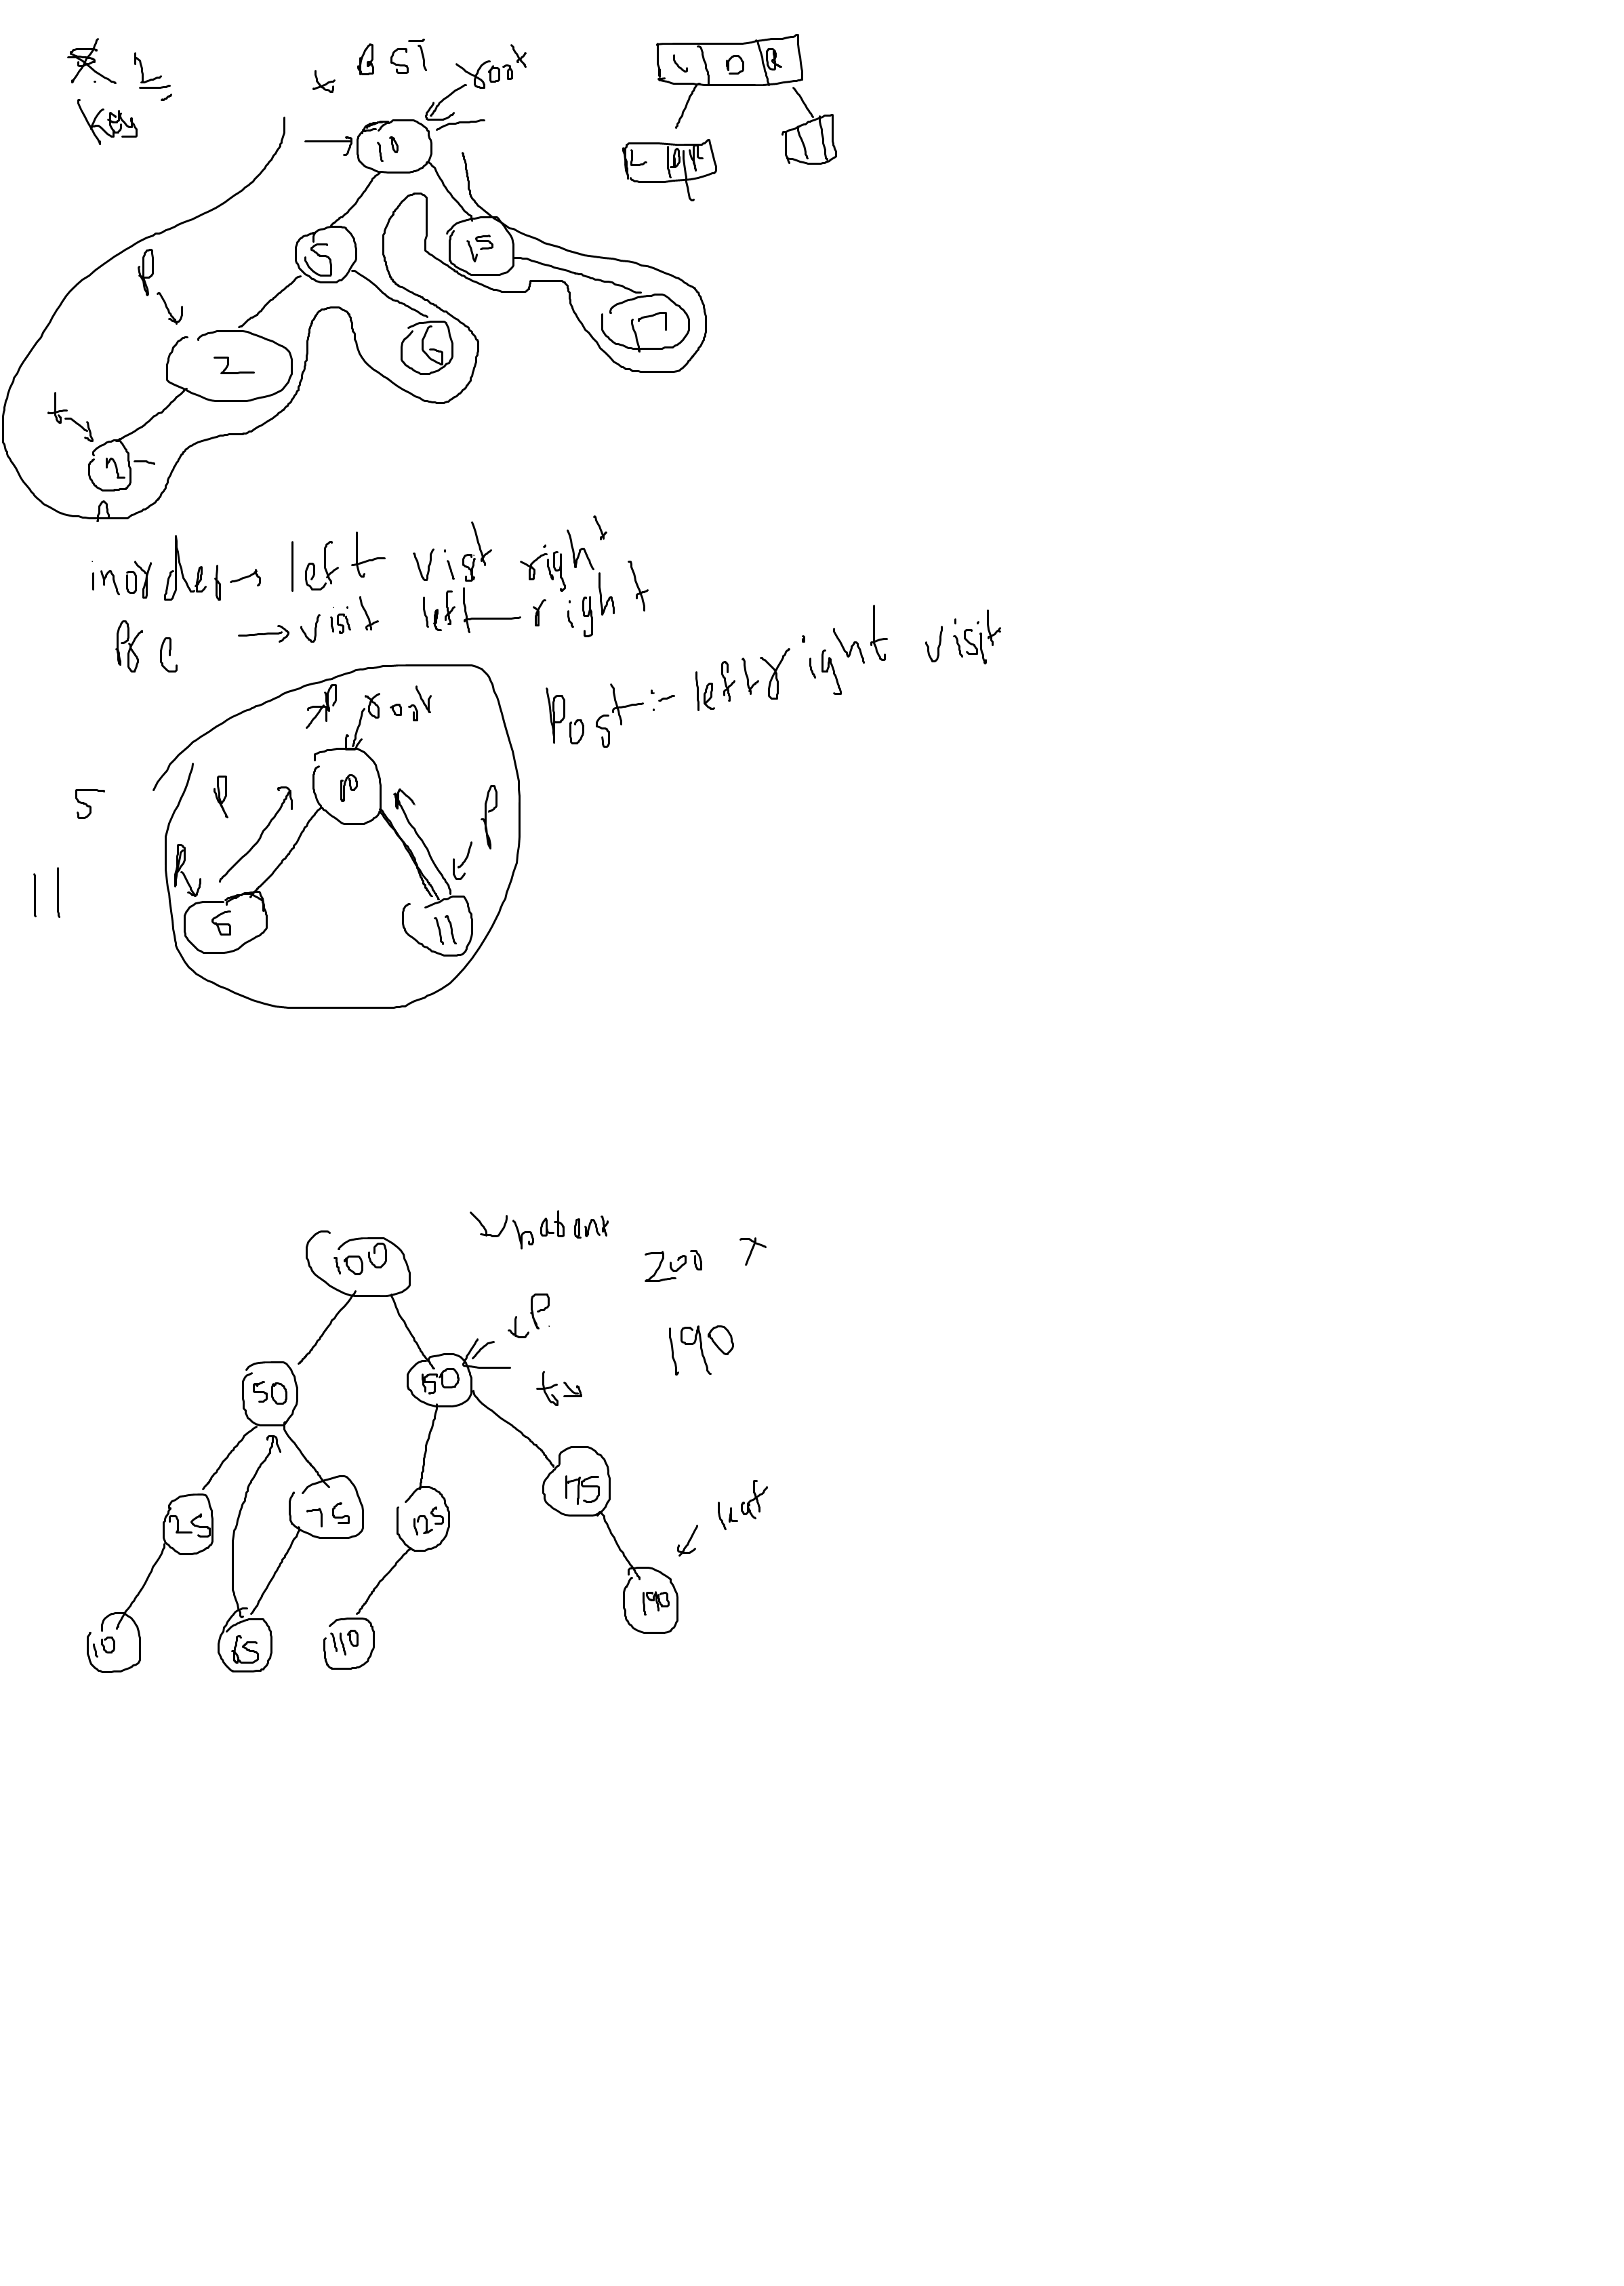 2
key
BST
root
L D R
10
L D R
5
15
P
2
6
17
t
2
inorder → left visit right
Pre → visit left right
Post :- left right visit
P root
5
P
10
P
R
11
5
11
100
200 x
P
190
50
150
t
175
25
75
125
leaf
190
10
65
110